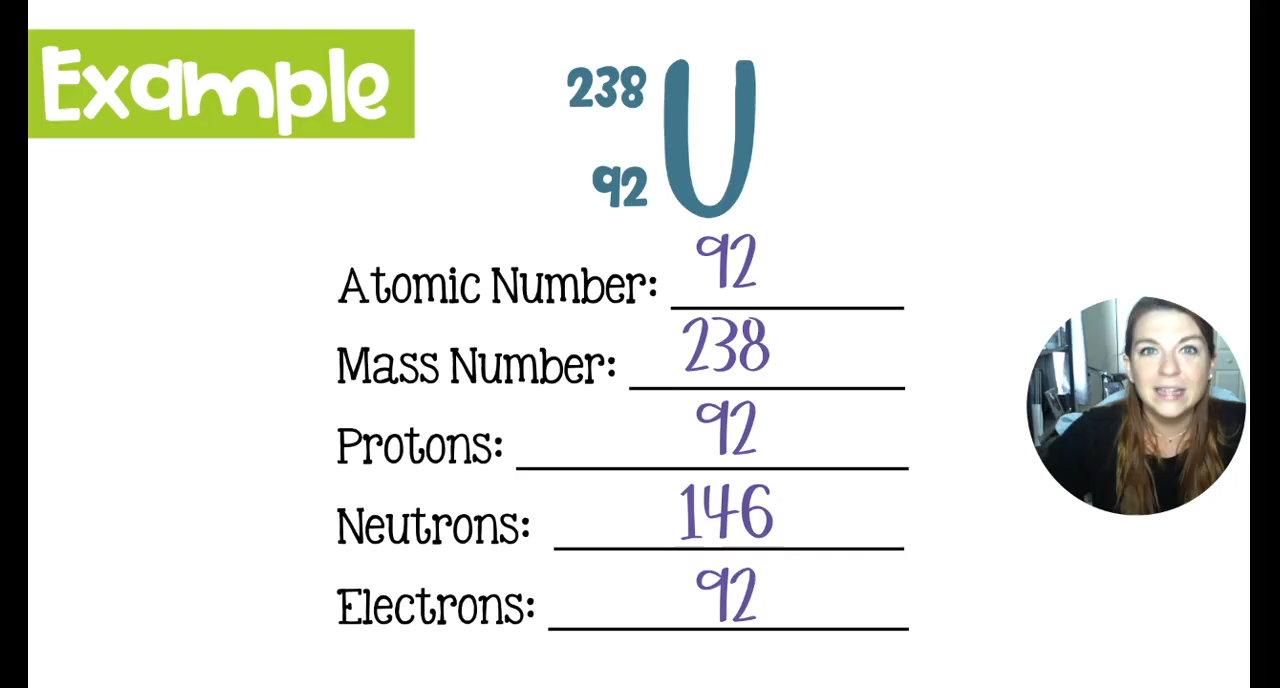 Example
238
92
U
Atomic Number: 92
Mass Number: 238
Protons: 92
Neutrons: 146
Electrons: 92